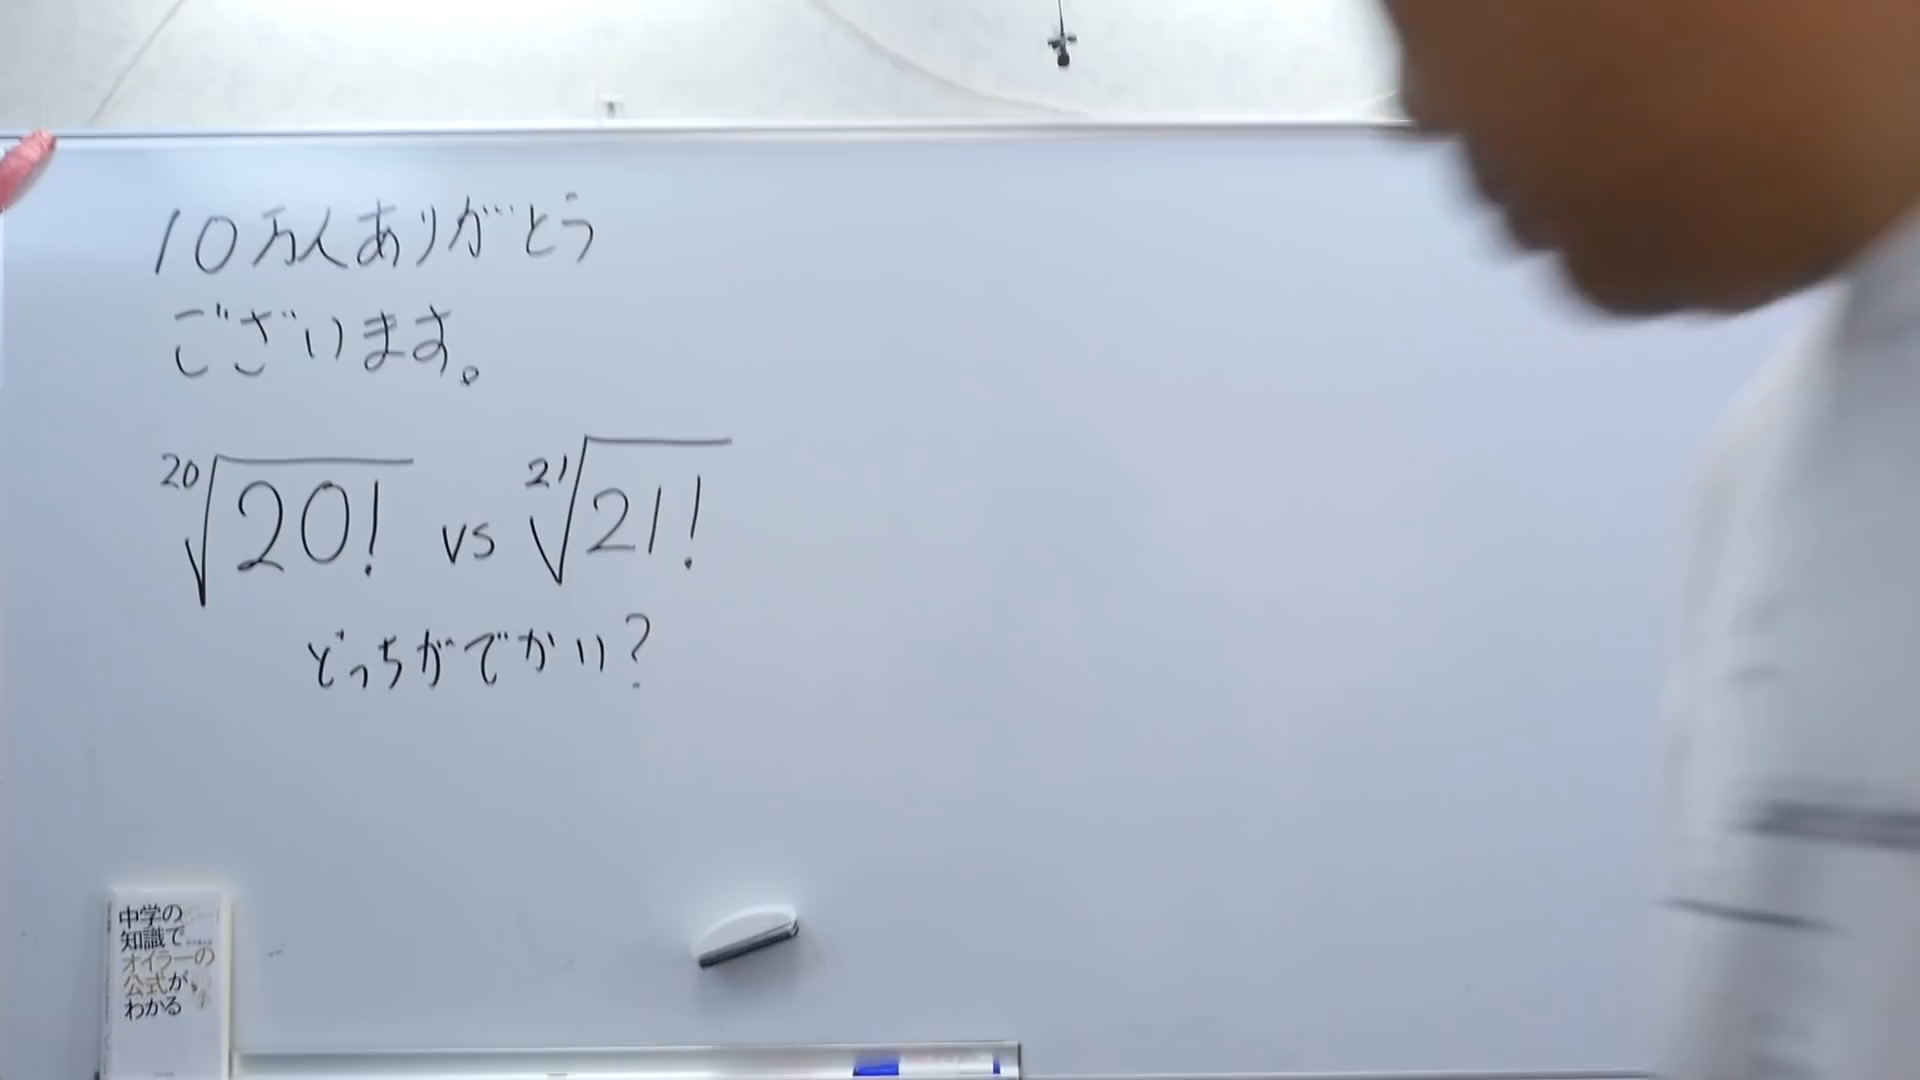 10万人ありがとう
ございます。
20√20! vs 21√21!
どっちがでかい?
中学の
知識で
オイラーの
公式が
わかる